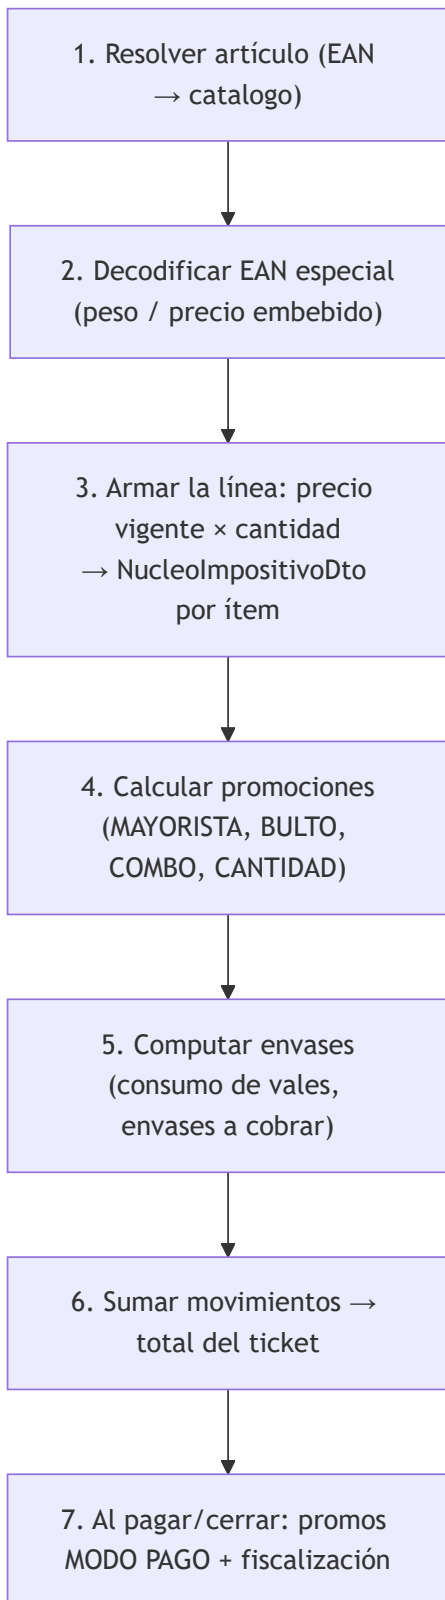 1. Resolver artículo (EAN
→ catalogo)
2. Decodificar EAN especial
(peso / precio embebido)
3. Armar la línea: precio
vigente × cantidad
→ NucleoImpositivoDto
por ítem
4. Calcular promociones
(MAYORISTA, BULTO,
COMBO, CANTIDAD)
5. Computar envases
(consumo de vales,
envases a cobrar)
6. Sumar movimientos →
total del ticket
7. Al pagar/cerrar: promos
MODO PAGO + fiscalización